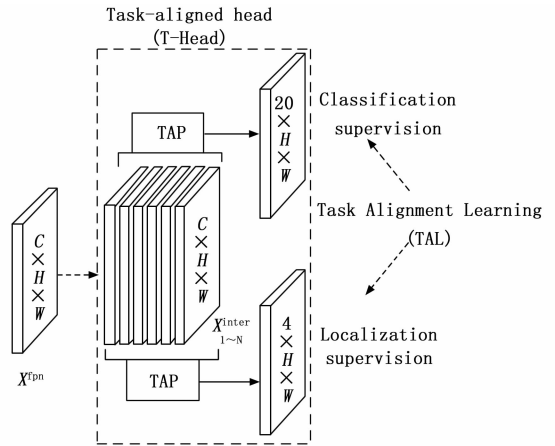 Task-aligned head
(T-Head)
TAP
20
×
H
×
W
Classification
supervision
C
×
H
×
W
X^fpn
C
×
H
×
W
X^inter
1～N
Task Alignment Learning
(TAL)
TAP
4
×
H
×
W
Localization
supervision